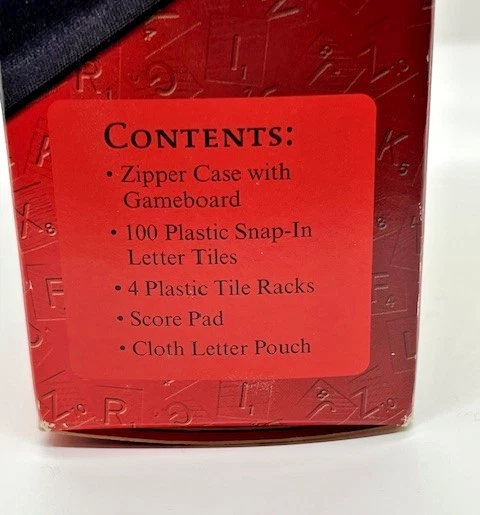 CONTENTS:
• Zipper Case with
Gameboard
• 100 Plastic Snap-In
Letter Tiles
• 4 Plastic Tile Racks
• Score Pad
• Cloth Letter Pouch